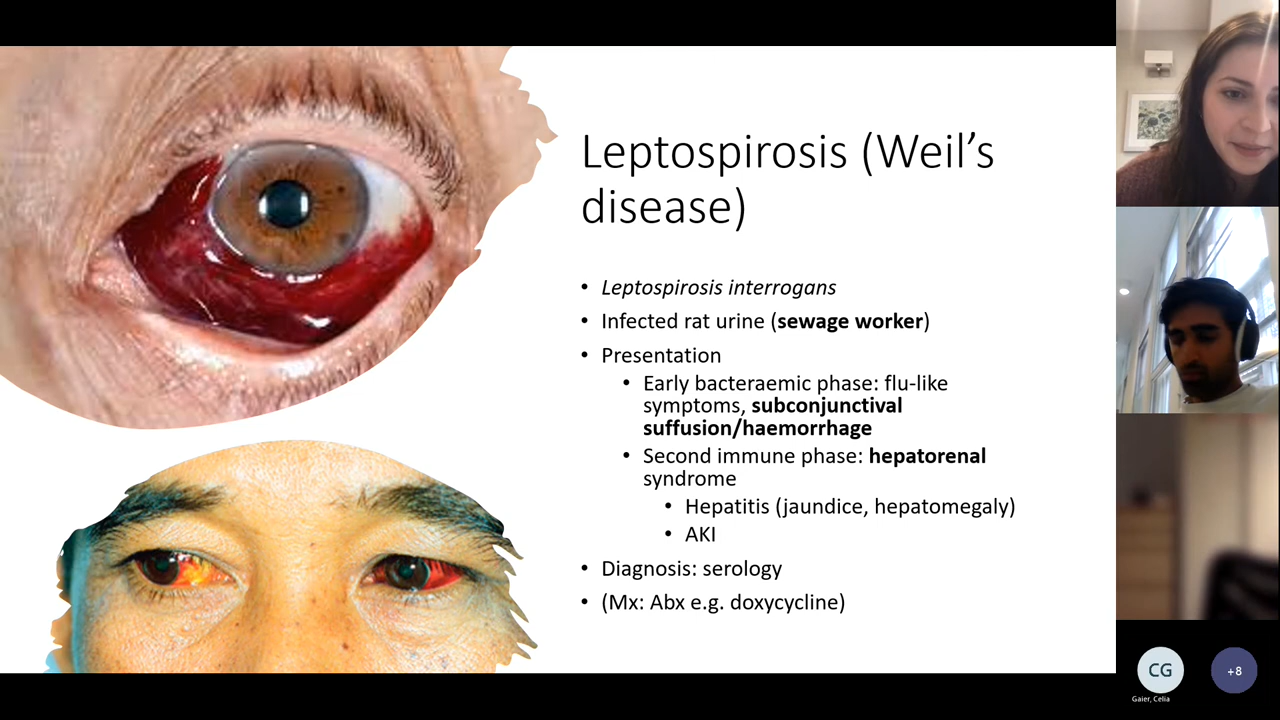 Leptospirosis (Weil’s
disease)
• Leptospirosis interrogans
• Infected rat urine (sewage worker)
• Presentation
• Early bacteraemic phase: flu-like
symptoms, subconjunctival
suffusion/haemorrhage
• Second immune phase: hepatorenal
syndrome
• Hepatitis (jaundice, hepatomegaly)
• AKI
• Diagnosis: serology
• (Mx: Abx e.g. doxycycline)
CG
Gaier, Celia
+8